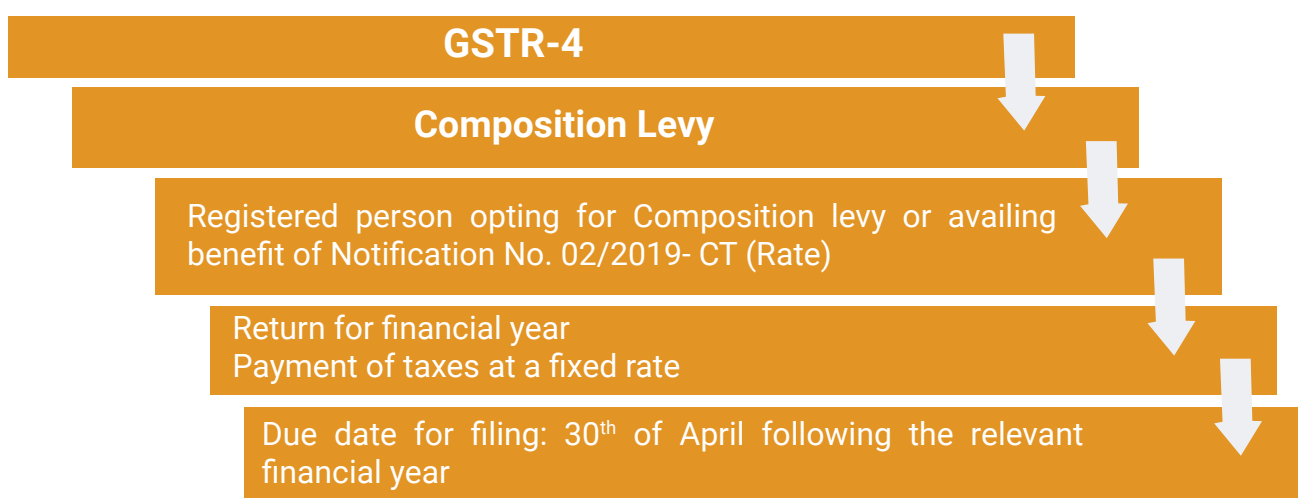 GSTR-4
Composition Levy
Registered person opting for Composition levy or availing
benefit of Notification No. 02/2019- CT (Rate)
Return for financial year
Payment of taxes at a fixed rate
Due date for filing: 30th of April following the relevant
financial year